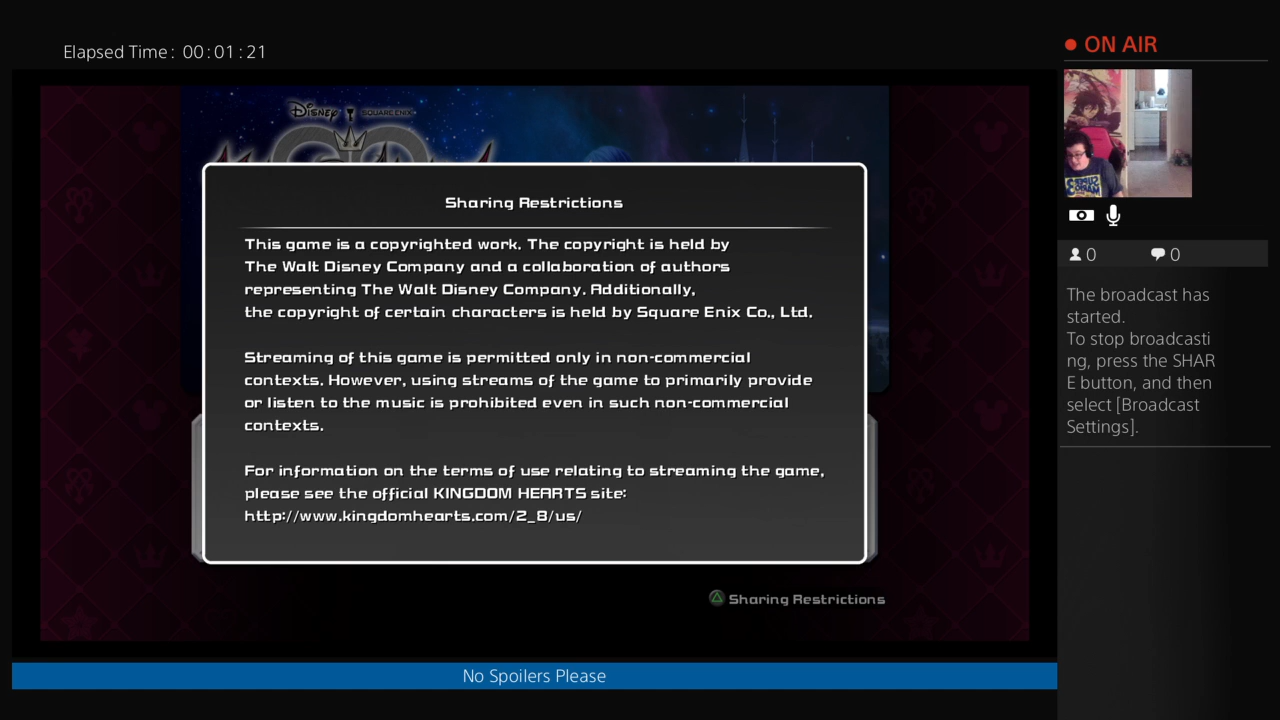 Elapsed Time: 00:01:21
ON AIR
Disney
SQUARE ENIX
Sharing Restrictions
This game is a copyrighted work. The copyright is held by
The Walt Disney Company and a collaboration of authors
representing The Walt Disney Company. Additionally,
the copyright of certain characters is held by Square Enix Co., Ltd.
Streaming of this game is permitted only in non-commercial
contexts. However, using streams of the game to primarily provide
or listen to the music is prohibited even in such non-commercial
contexts.
For information on the terms of use relating to streaming the game,
please see the official KINGDOM HEARTS site:
http://www.kingdomhearts.com/2_8/us/
Sharing Restrictions
0
0
The broadcast has
started.
To stop broadcasti
ng, press the SHAR
E button, and then
select [Broadcast
Settings].
No Spoilers Please